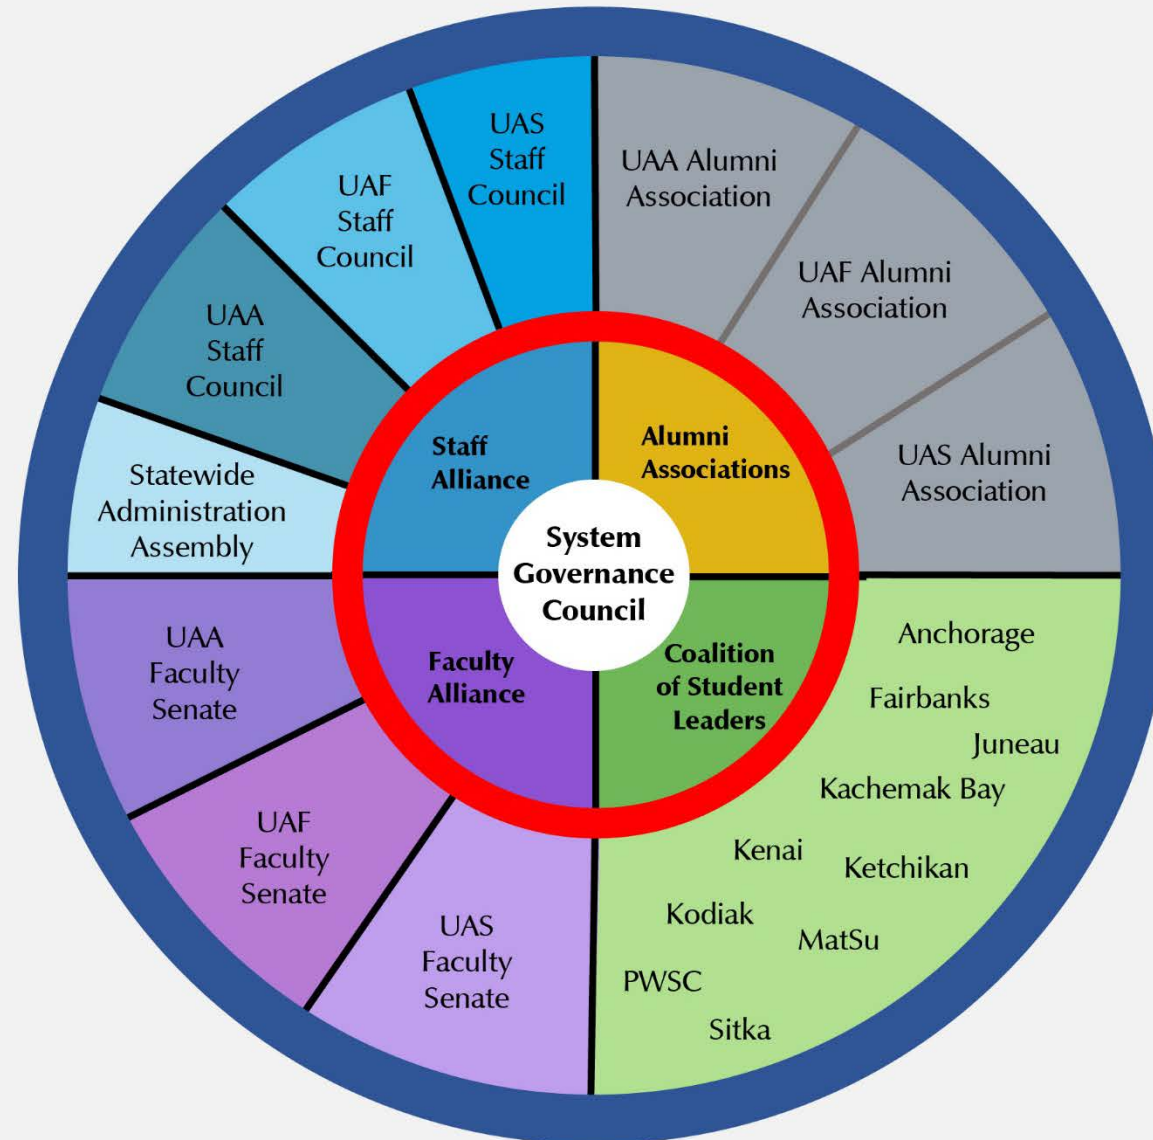 UAS
Staff
Council
UAF
Staff
Council
UAA
Staff
Council
Statewide
Administration
Assembly
UAA Alumni
Association
UAF Alumni
Association
UAS Alumni
Association
Staff
Alliance
Alumni
Associations
System
Governance
Council
Faculty
Alliance
Coalition
of Student
Leaders
UAA
Faculty
Senate
UAF
Faculty
Senate
UAS
Faculty
Senate
Anchorage
Fairbanks
Juneau
Kachemak Bay
Kenai
Ketchikan
Kodiak
MatSu
PWSC
Sitka